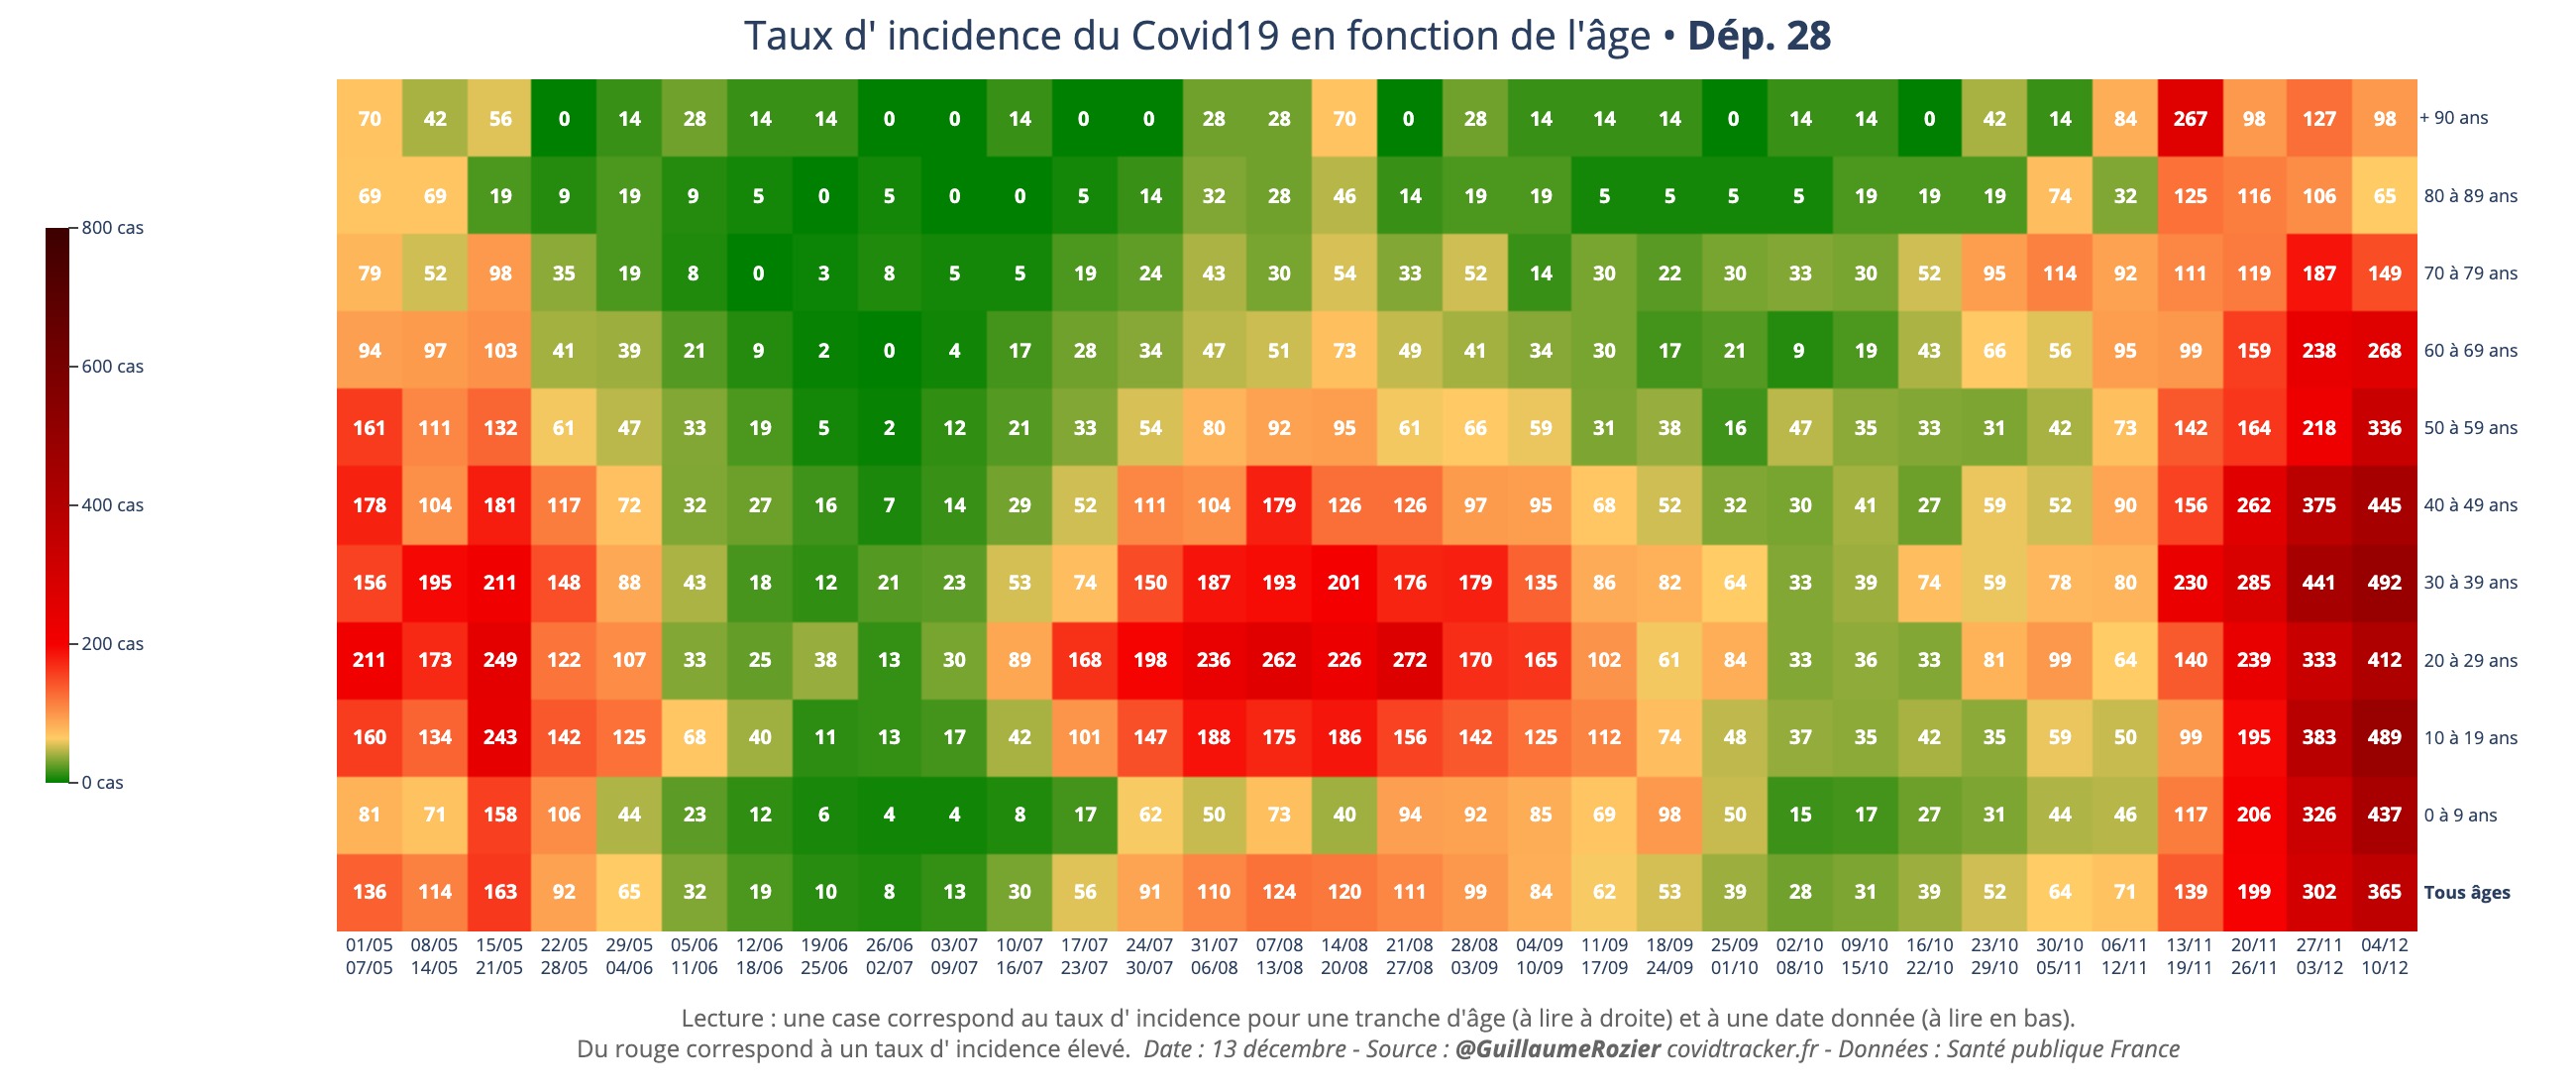 Taux d' incidence du Covid19 en fonction de l'âge • Dép. 28
800 cas
600 cas
400 cas
200 cas
0 cas
70 42 56 0 14 28 14 14 0 0 14 0 0 28 28 70 0 28 14 14 14 0 14 14 0 42 14 84 267 98 127 98 + 90 ans
69 69 19 9 19 9 5 0 5 0 0 5 14 32 28 46 14 19 19 5 5 5 5 19 19 19 74 32 125 116 106 65 80 à 89 ans
79 52 98 35 19 8 0 3 8 5 5 19 24 43 30 54 33 52 14 30 22 30 33 30 52 95 114 92 111 119 187 149 70 à 79 ans
94 97 103 41 39 21 9 2 0 4 17 28 34 47 51 73 49 41 34 30 17 21 9 19 43 66 56 95 99 159 238 268 60 à 69 ans
161 111 132 61 47 33 19 5 2 12 21 33 54 80 92 95 61 66 59 31 38 16 47 35 33 31 42 73 142 164 218 336 50 à 59 ans
178 104 181 117 72 32 27 16 7 14 29 52 111 104 179 126 126 97 95 68 52 32 30 41 27 59 52 90 156 262 375 445 40 à 49 ans
156 195 211 148 88 43 18 12 21 23 53 74 150 187 193 201 176 179 135 86 82 64 33 39 74 59 78 80 230 285 441 492 30 à 39 ans
211 173 249 122 107 33 25 38 13 30 89 168 198 236 262 226 272 170 165 102 61 84 33 36 33 81 99 64 140 239 333 412 20 à 29 ans
160 134 243 142 125 68 40 11 13 17 42 101 147 188 175 186 156 142 125 112 74 48 37 35 42 35 59 50 99 195 383 489 10 à 19 ans
81 71 158 106 44 23 12 6 4 4 8 17 62 50 73 40 94 92 85 69 98 50 15 17 27 31 44 46 117 206 326 437 0 à 9 ans
136 114 163 92 65 32 19 10 8 13 30 56 91 110 124 120 111 99 84 62 53 39 28 31 39 52 64 71 139 199 302 365 Tous âges
01/05 08/05 15/05 22/05 29/05 05/06 12/06 19/06 26/06 03/07 10/07 17/07 24/07 31/07 07/08 14/08 21/08 28/08 04/09 11/09 18/09 25/09 02/10 09/10 16/10 23/10 30/10 06/11 13/11 20/11 27/11 04/12
07/05 14/05 21/05 28/05 04/06 11/06 18/06 25/06 02/07 09/07 16/07 23/07 30/07 06/08 13/08 20/08 27/08 03/09 10/09 17/09 24/09 01/10 08/10 15/10 22/10 29/10 05/11 12/11 19/11 26/11 03/12 10/12
Lecture : une case correspond au taux d' incidence pour une tranche d'âge (à lire à droite) et à une date donnée (à lire en bas).
Du rouge correspond à un taux d' incidence élevé. Date : 13 décembre - Source : @GuillaumeRozier covidtracker.fr - Données : Santé publique France